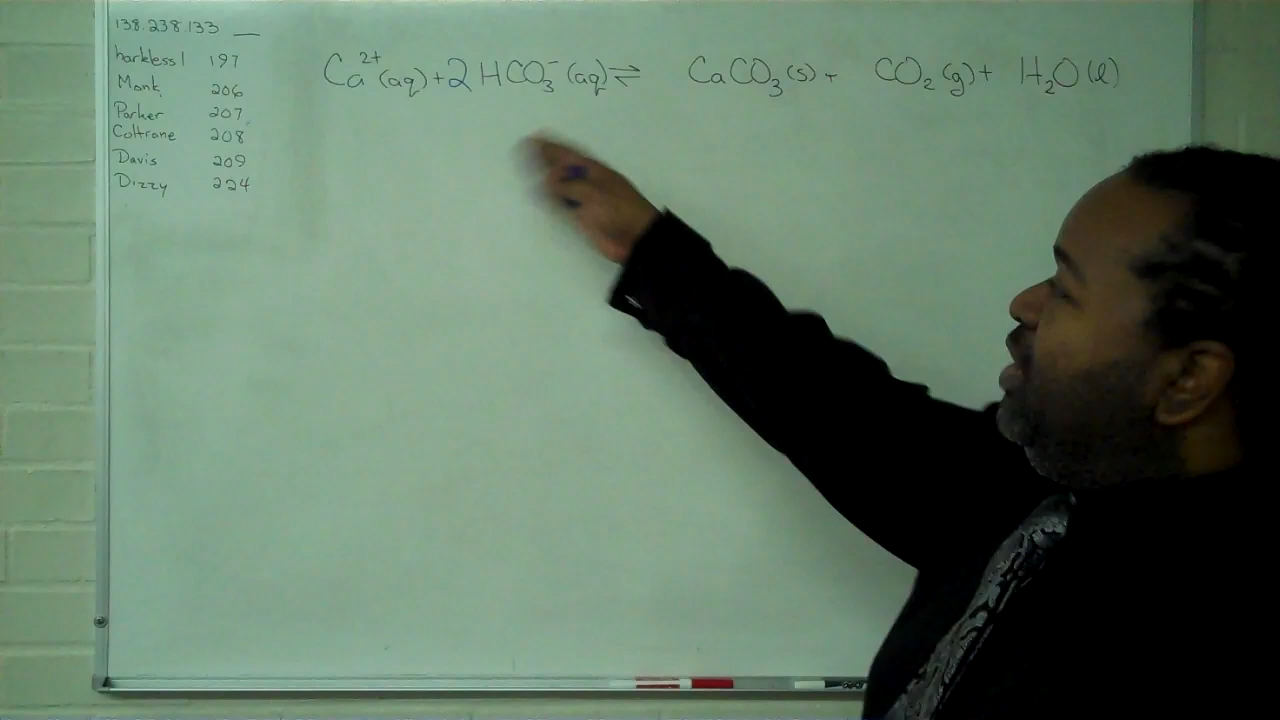 138.238.133 __
harkless1 197
Monk 206
Parker 207
Coltrane 208
Davis 209
Dizzy 224
Ca²⁺(aq) + 2 HCO₃⁻(aq) ⇌ CaCO₃(s) + CO₂(g) + H₂O(l)